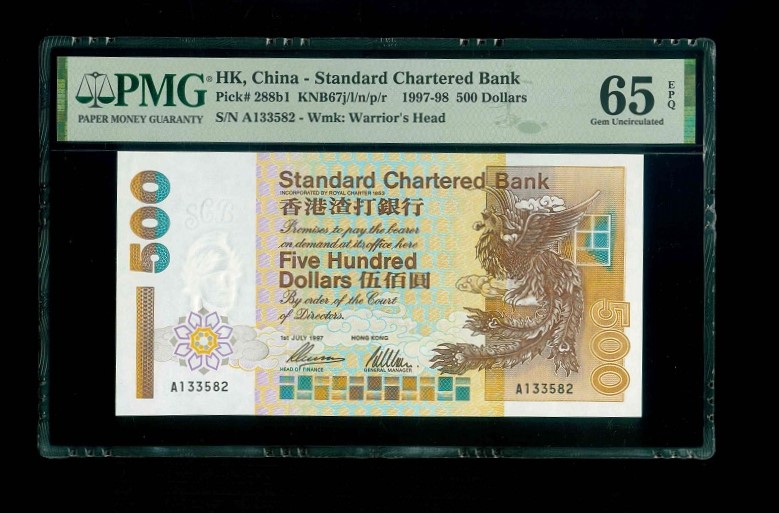 PMG®
PAPER MONEY GUARANTY
HK, China - Standard Chartered Bank
Pick# 288b1 KNB67j/l/n/p/r 1997-98 500 Dollars
S/N A133582 - Wmk: Warrior's Head
65 EPQ
Gem Uncirculated
500
SCB
Standard Chartered Bank
INCORPORATED BY ROYAL CHARTER 1853
香港渣打銀行
Promises to pay the bearer
on demand at its office here
Five Hundred
Dollars 伍佰圓
By order of the Court
of Directors.
1st JULY 1997 HONG KONG
HEAD OF FINANCE GENERAL MANAGER
A133582
A133582
500